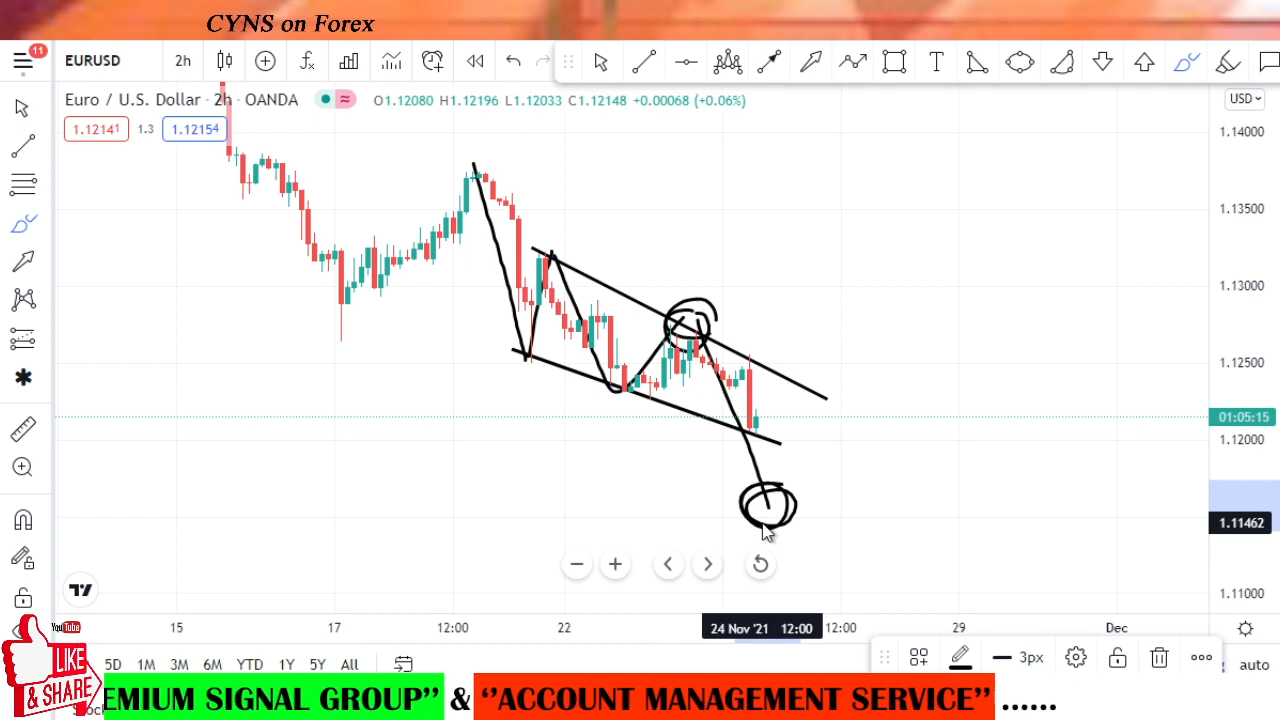 CYNS on Forex
11
EURUSD
2h
Euro / U.S. Dollar · 2h · OANDA
O1.12080 H1.12196 L1.12033 C1.12148 +0.00068 (+0.06%)
USD
1.12141
1.3
1.12154
1.14000
1.13500
1.13000
1.12500
01:05:15
1.12000
1.11462
1.11000
15
17
12:00
22
24 Nov '21 12:00
12:00
29
Dec
5D
1M
3M
6M
YTD
1Y
5Y
All
3px
auto
YouTube
LIKE
& SHARE
EMIUM SIGNAL GROUP’’ & ‘’ACCOUNT MANAGEMENT SERVICE’’ ......